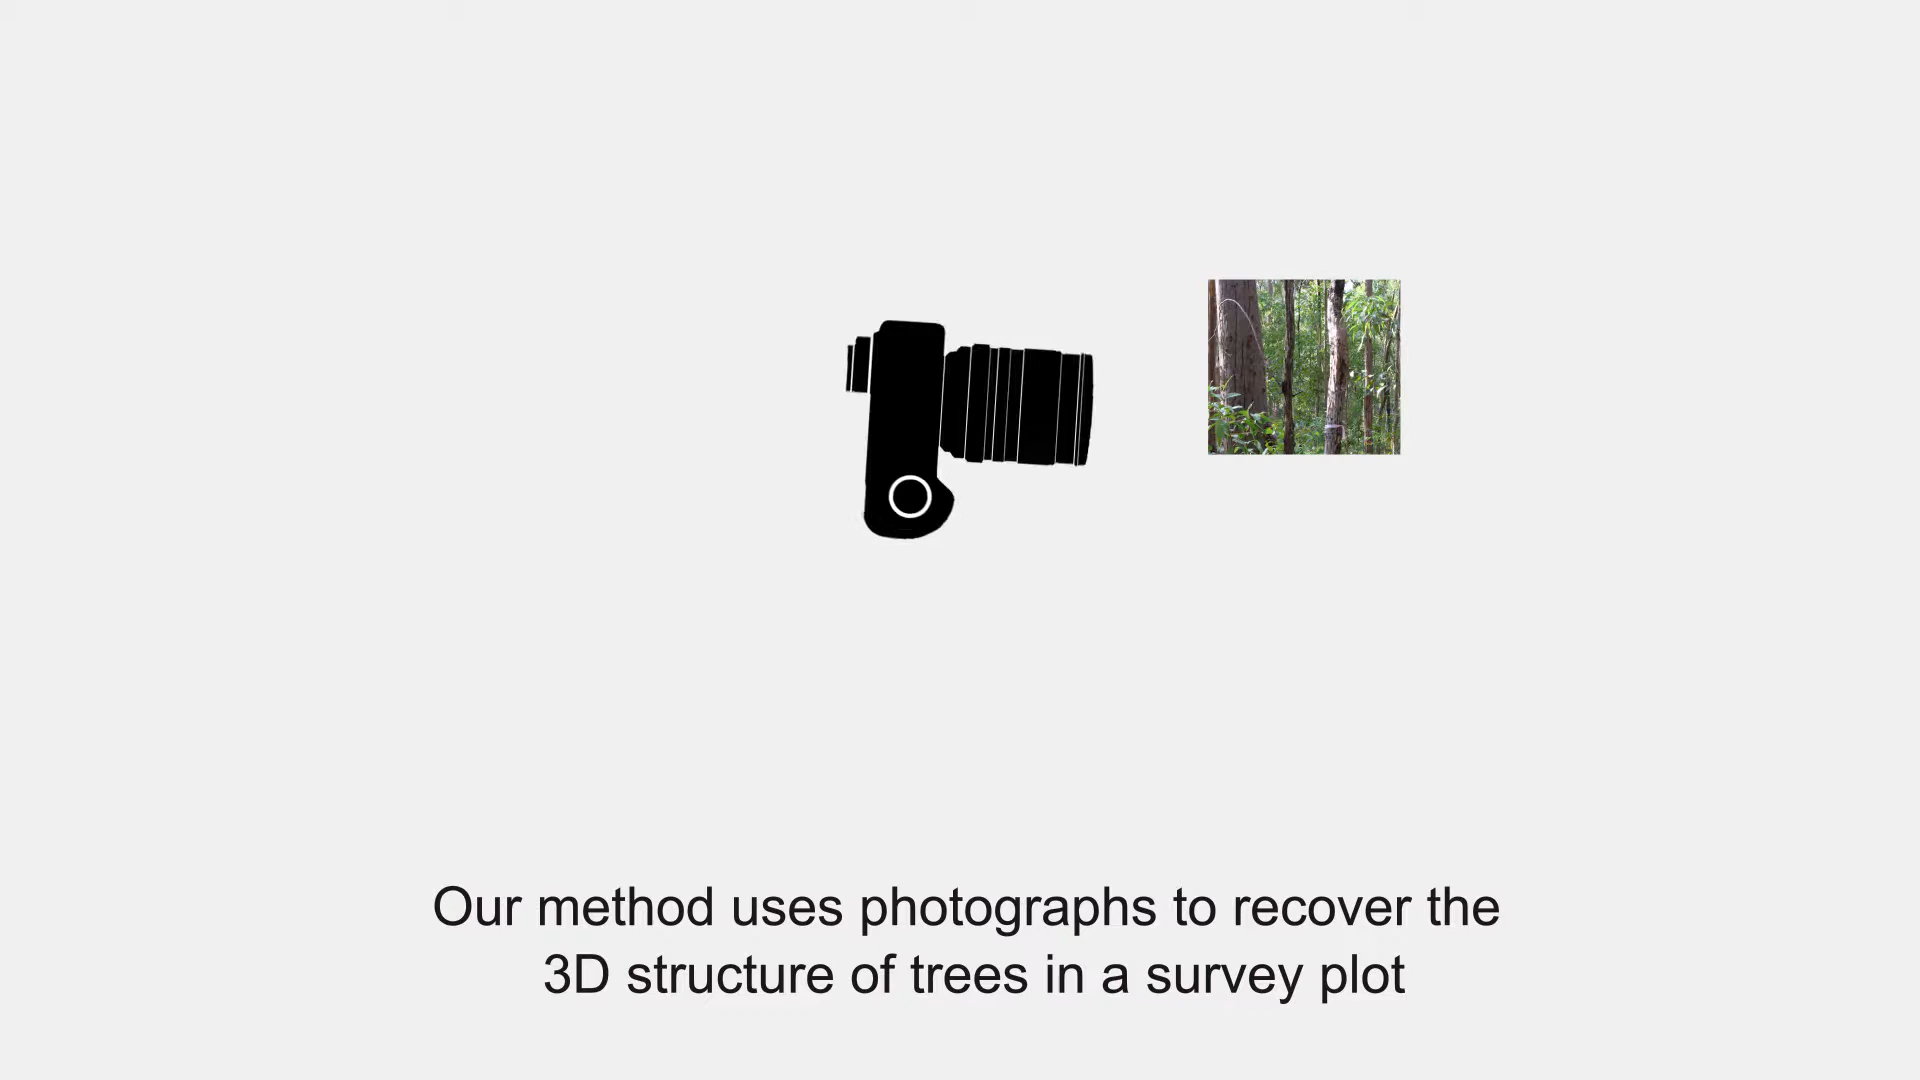 Our method uses photographs to recover the
3D structure of trees in a survey plot